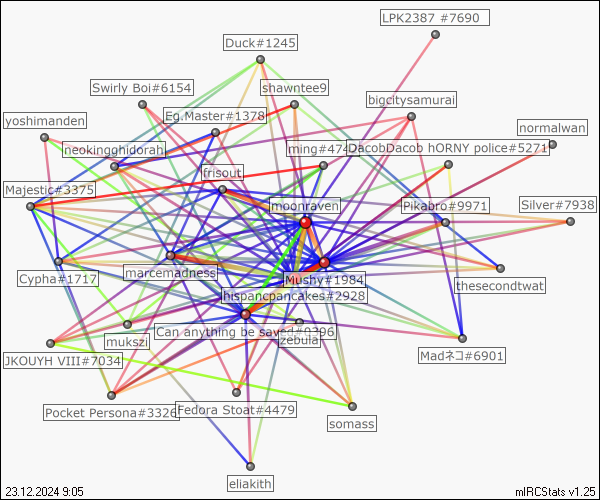 LPK2387 #7690
Duck#1245
Swirly Boi#6154
shawntee9
bigcitysamurai
yoshimanden
Eg.Master#1378
normalwan
neokingghidorah
ming#474
DacobDacob hORNY police#5271
frisout
Majestic#3375
moonraven
Pikabro#9971
Silver#7938
marcemadness
Cypha#1717
Mushy#1984
thesecondtwat
hispancpancakes#2928
Can anything be saved#0396
mukszi
zebula
JKOUYH VIII#7034
Madネコ#6901
Pocket Persona#3326
Fedora Stoat#4479
somass
eliakith
23.12.2024 9:05
mIRCStats v1.25